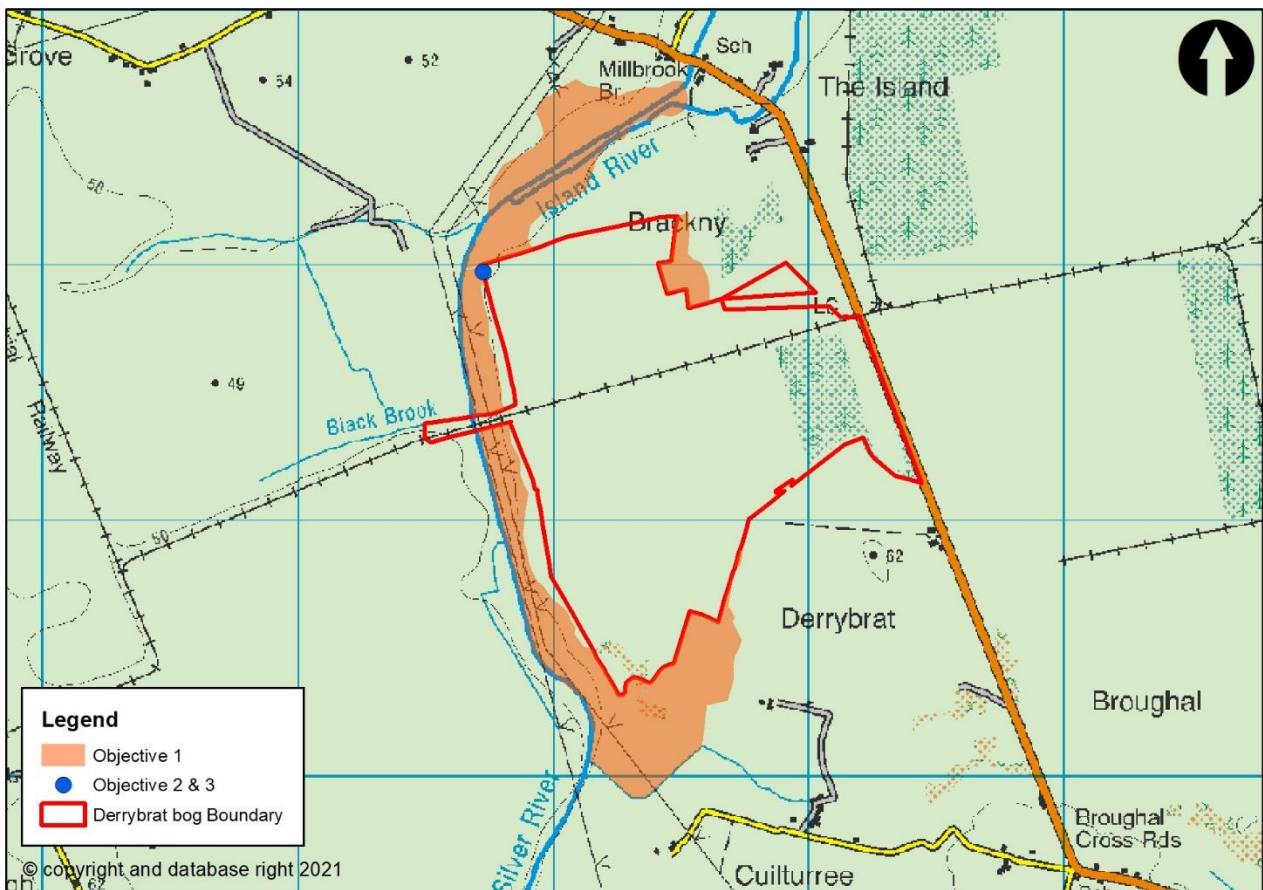 54
52
Sch
Millbrook
Br.
The Island
50
Island River
Brackny
49
Black Brook
Railway
50
62
Derrybrat
Broughal
Legend
Objective 1
Objective 2 & 3
Derrybrat bog Boundary
Silver River
Broughal
Cross Rds
© copyright and database right 2021
62
Cuilturree